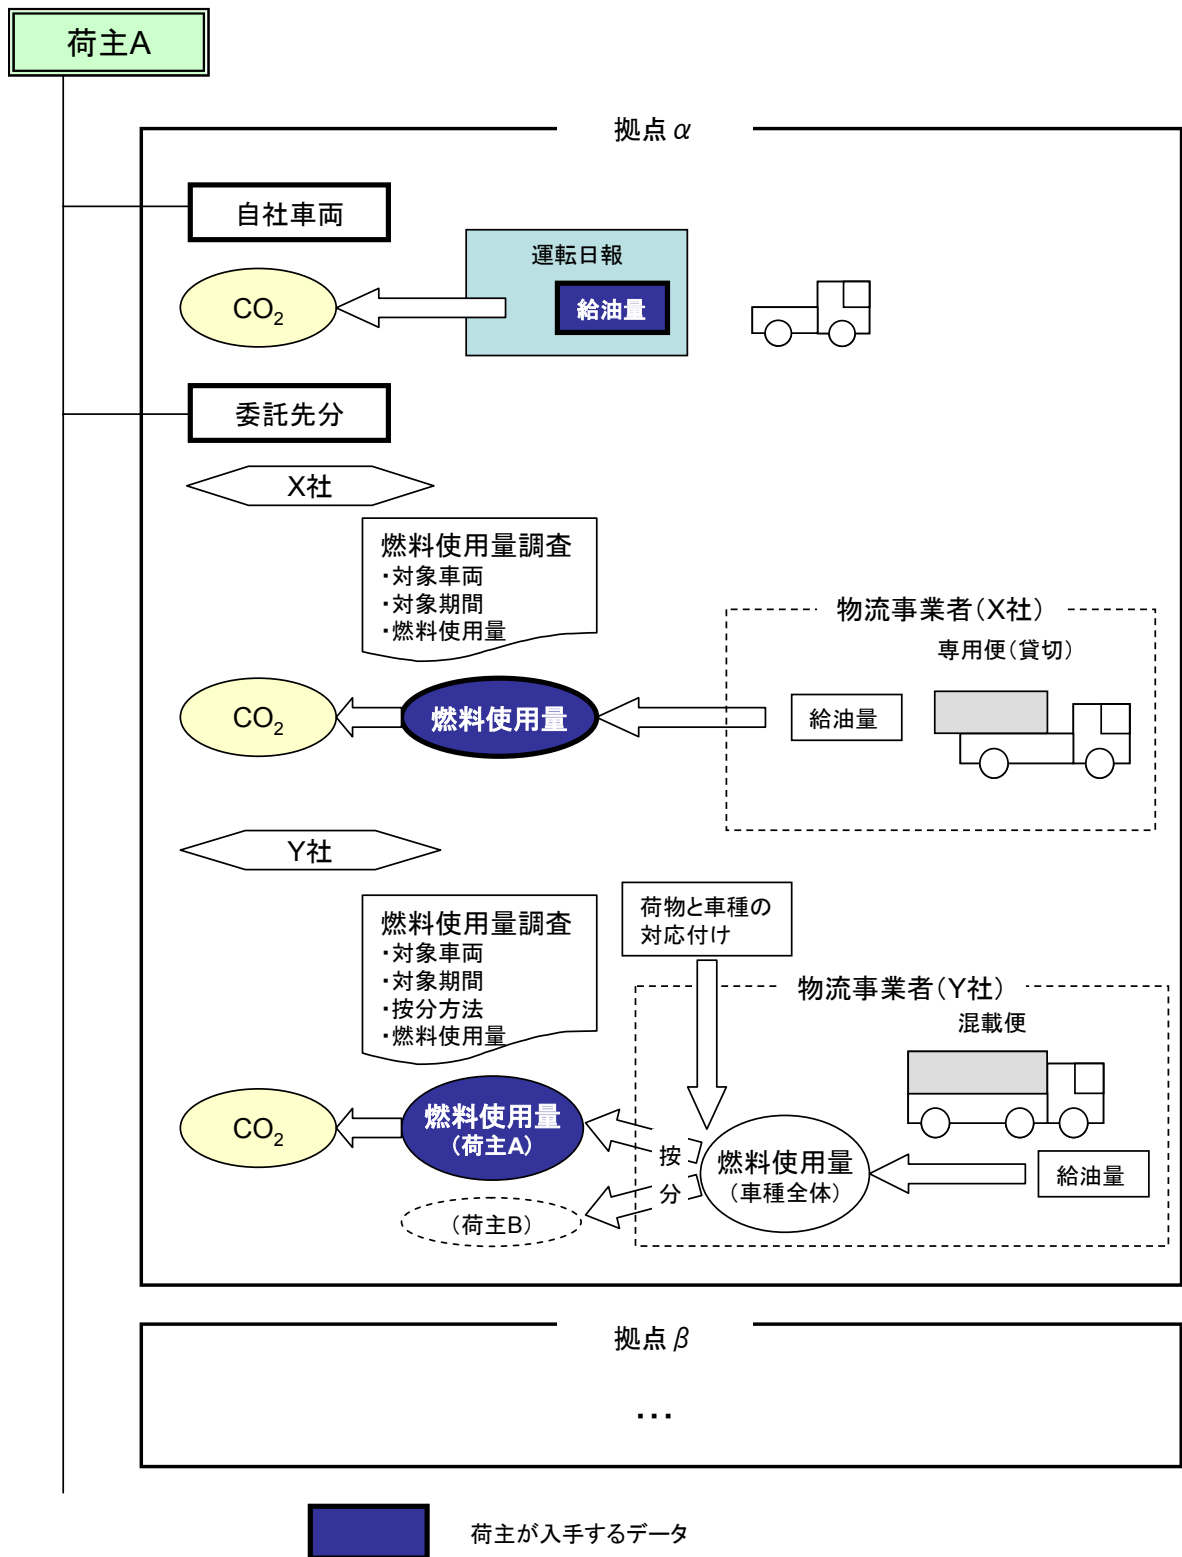 荷主A
拠点α
自社車両
運転日報
給油量
CO₂
委託先分
X社
燃料使用量調査
・対象車両
・対象期間
・燃料使用量
物流事業者(X社)
専用便(貸切)
給油量
燃料使用量
CO₂
Y社
燃料使用量調査
・対象車両
・対象期間
・按分方法
・燃料使用量
荷物と車種の
対応付け
物流事業者(Y社)
混載便
給油量
燃料使用量
(車種全体)
按
分
燃料使用量
(荷主A)
(荷主B)
CO₂
拠点β
…
荷主が入手するデータ